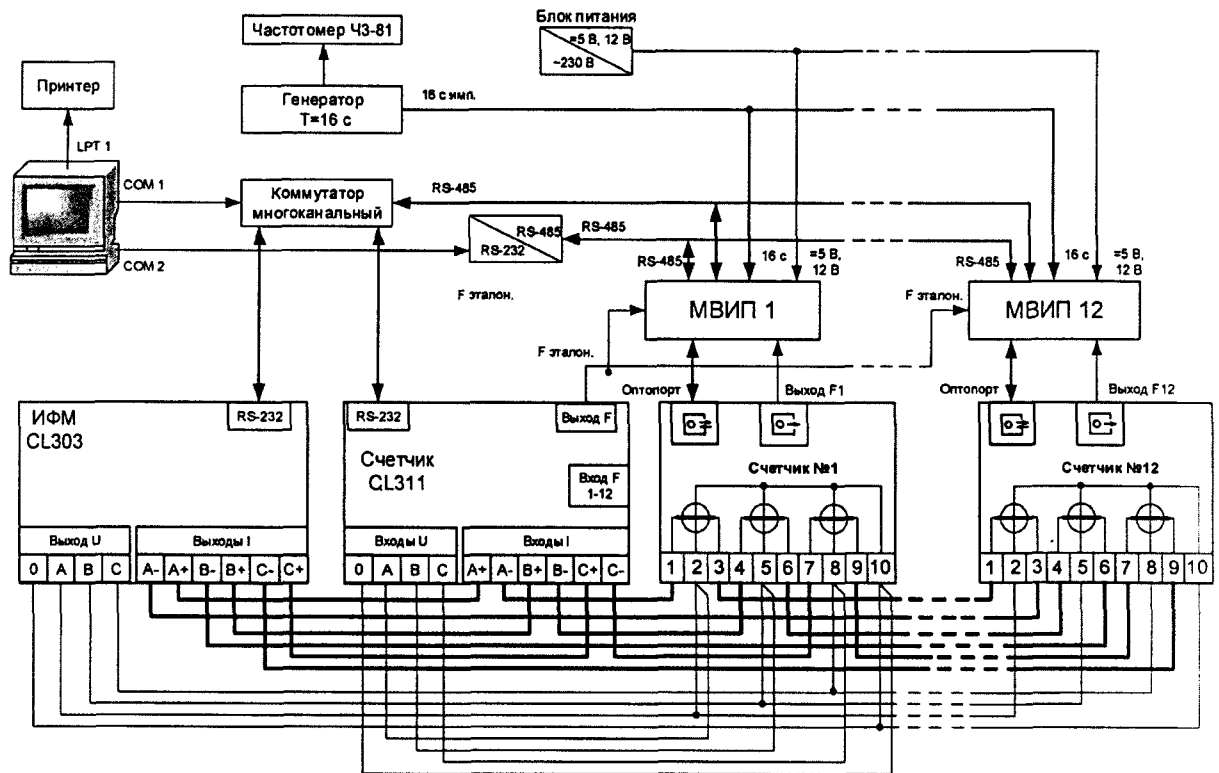 Блок питания
=5 В, 12 В
~230 В
Частотомер ЧЗ-81
Принтер
Генератор
T=16 с
16 с имп.
LPT 1
COM 1
Коммутатор
многоканальный
RS-485
RS-485
RS-232
RS-485
COM 2
RS-485
16 с
=5 В,
12 В
RS-485
16 с
=5 В,
12 В
F эталон.
МВИП 1
F эталон.
МВИП 12
F эталон.
Оптопорт
Выход F1
Оптопорт
Выход F12
ИФМ
CL303
RS-232
RS-232
Выход F
Счетчик
CL311
Вход F
1-12
Счетчик №1
Счетчик №12
Выход U
Выходы I
Входы U
Входы I
0 A B C A- A+ B- B+ C- C+
0 A B C A+ A- B+ B- C+ C-
1 2 3 4 5 6 7 8 9 10
1 2 3 4 5 6 7 8 9 10